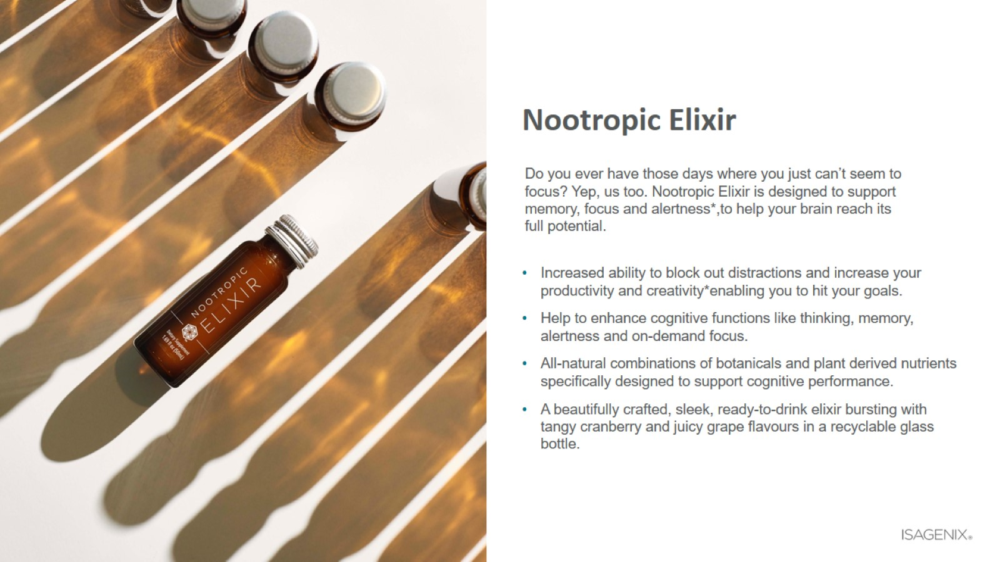 Nootropic Elixir
Do you ever have those days where you just can’t seem to
focus? Yep, us too. Nootropic Elixir is designed to support
memory, focus and alertness*,to help your brain reach its
full potential.
• Increased ability to block out distractions and increase your
productivity and creativity*enabling you to hit your goals.
• Help to enhance cognitive functions like thinking, memory,
alertness and on-demand focus.
• All-natural combinations of botanicals and plant derived nutrients
specifically designed to support cognitive performance.
• A beautifully crafted, sleek, ready-to-drink elixir bursting with
tangy cranberry and juicy grape flavours in a recyclable glass
bottle.
NOOTROPIC
ELIXIR
Dietary Supplement
1.69 fl oz (50mL)
ISAGENIX®